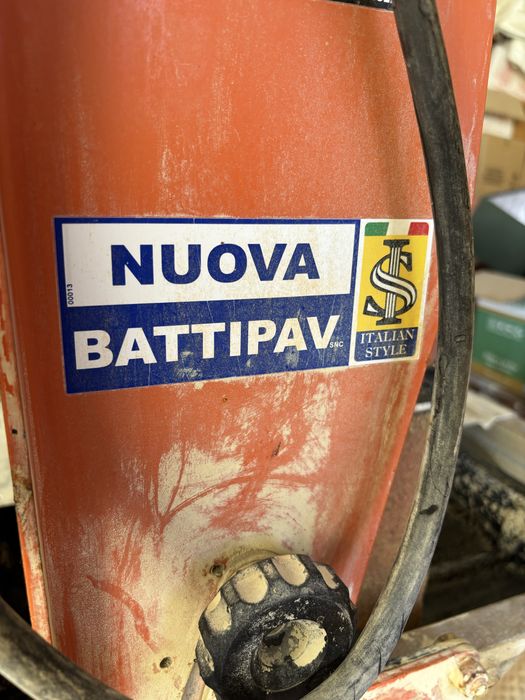 NUOVA
00013
BATTIPAV SNC
ITALIAN
STYLE